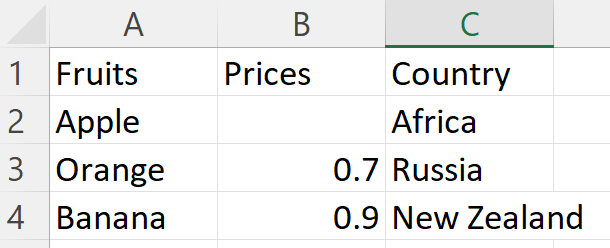 A B C
1 Fruits Prices Country
2 Apple Africa
3 Orange 0.7 Russia
4 Banana 0.9 New Zealand